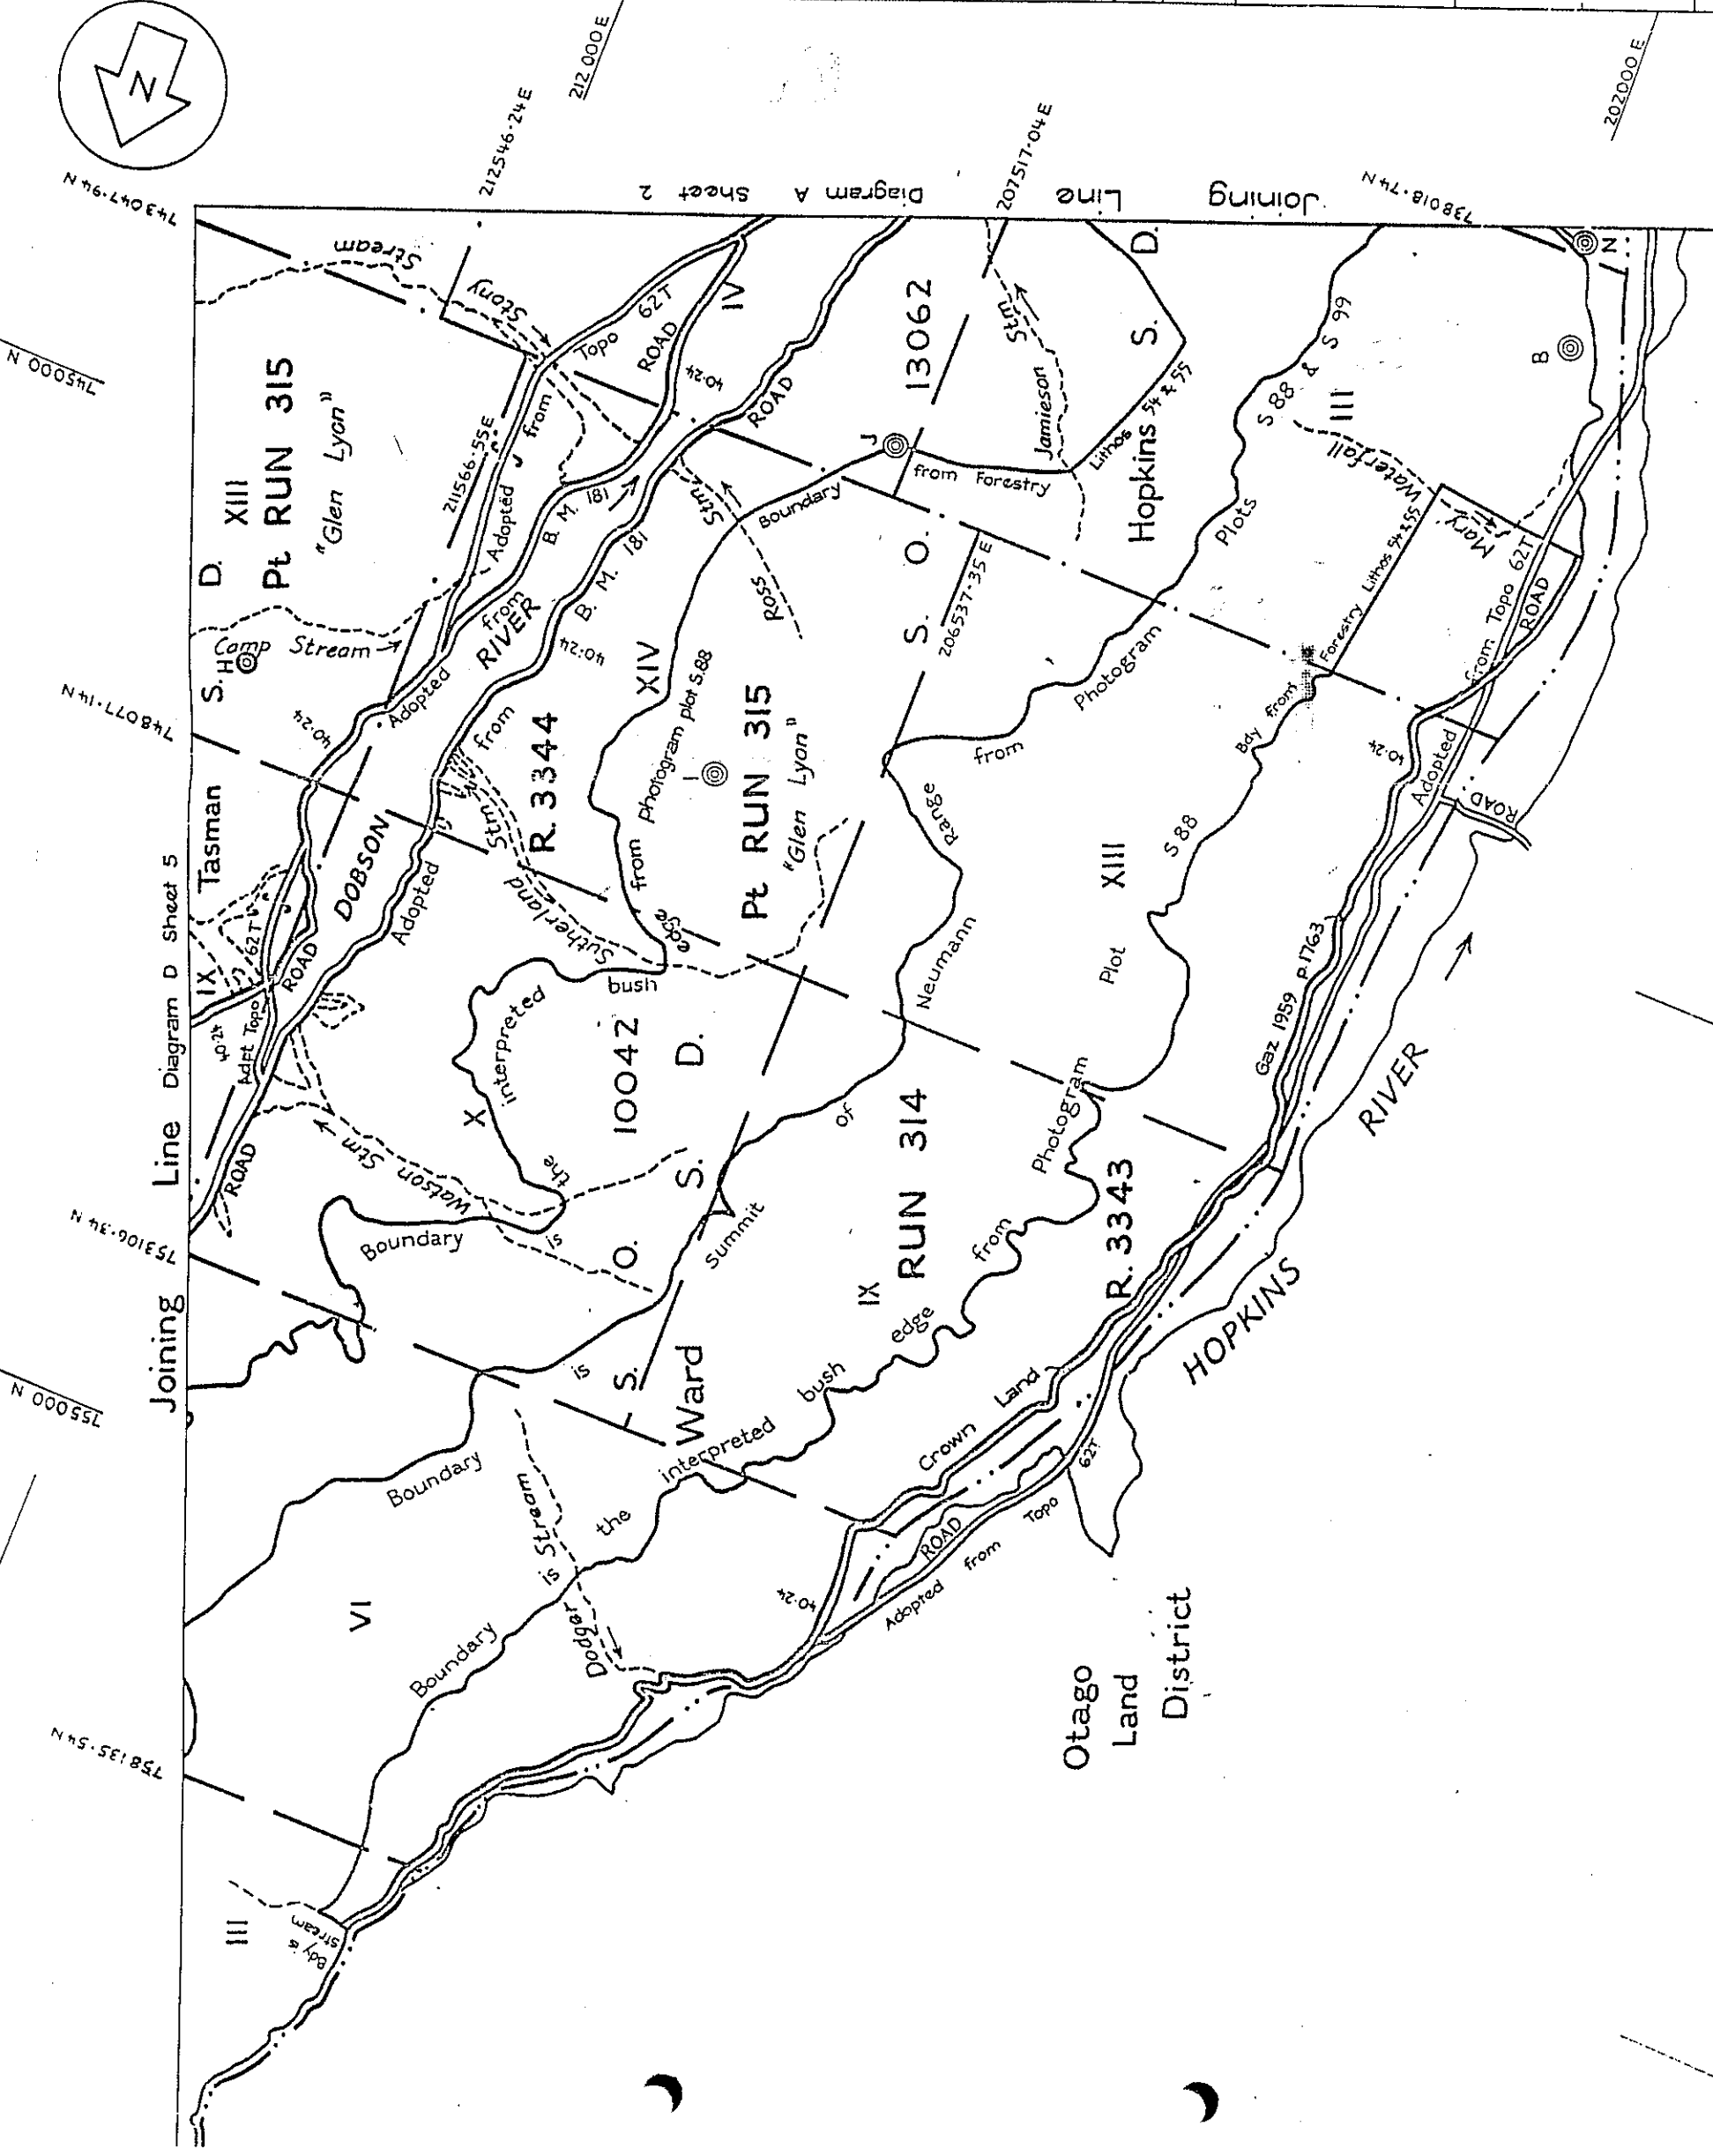 N
212 000 E
202000 E
212546·24 E
207517·04 E
743047·94 N
738018·74 N
745000 N
748077·14 N
753106·34 N
755000 N
758135·54 N
211566·55 E
206537·35 E
Joining Line Diagram A Sheet 2
Joining Line Diagram D Sheet 5
Stony Stream
XIII
Pt RUN 315
"Glen Lyon"
Tasman S. D.
H
Camp Stream
Adopted from Topo 62T
ROAD
IV
40·24
ROAD
Adopted from B. M. 181
DOBSON RIVER
40·24
Adopted from B. M. 181
40·24
IX
62T
ROAD
Adpt Topo
40·24
ROAD
13062
Jamieson Stm
J
Boundary from Forestry Lithos 54 & 55
Hopkins S. D.
Ross Stm
XIV
R. 3344
Sutherland Stm
from photogram plot S.88
I
Pt RUN 315
"Glen Lyon"
S. O. S.
Boundary is the interpreted bush edge
X
10042
Watson Stm
Ward S. D.
S. O. S.
Boundary is Summit of Neumann Range from Photogram Plots S 88 & S 99
III
B
N
Mary Waterfall
Forestry Lithos 54 & 55
Bdy from
from Topo 62T
ROAD
Adopted
40·24
ROAD
XIII
RUN 314
IX
Boundary is the interpreted bush edge from Photogram Plot S 88
R. 3343
Crown Land
Gaz 1959 p.1763
HOPKINS RIVER
Dodger Stream
VI
40·24
ROAD
Adopted from Topo 62T
Otago
Land
District
III
Bdy is
stream